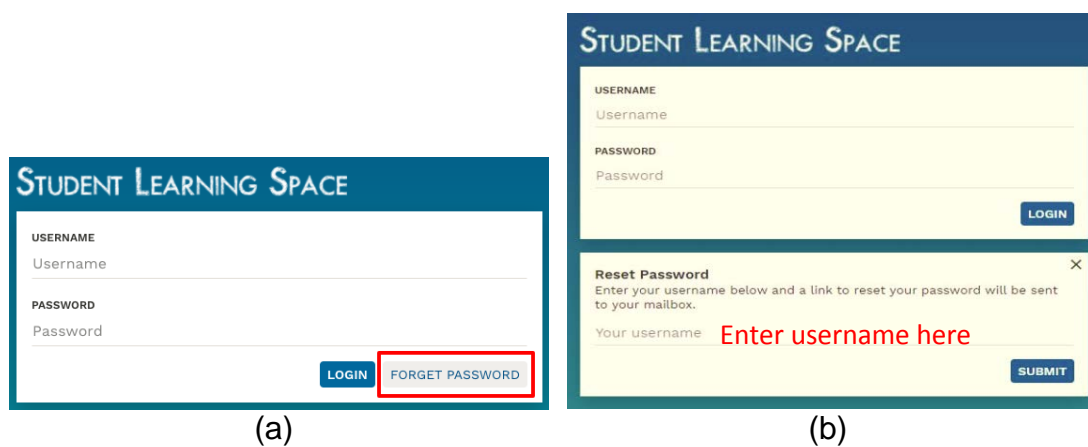 STUDENT LEARNING SPACE
USERNAME
Username
PASSWORD
Password
LOGIN FORGET PASSWORD
(a)
STUDENT LEARNING SPACE
USERNAME
Username
PASSWORD
Password
LOGIN
×
Reset Password
Enter your username below and a link to reset your password will be sent
to your mailbox.
Your username Enter username here
SUBMIT
(b)